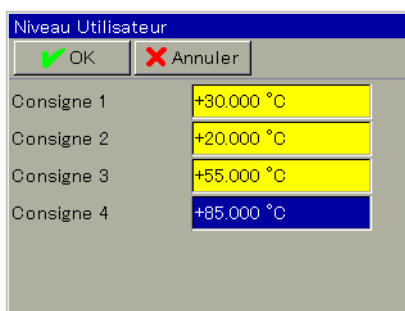 Niveau Utilisateur
OK Annuler
Consigne 1 +30.000 °C
Consigne 2 +20.000 °C
Consigne 3 +55.000 °C
Consigne 4 +85.000 °C